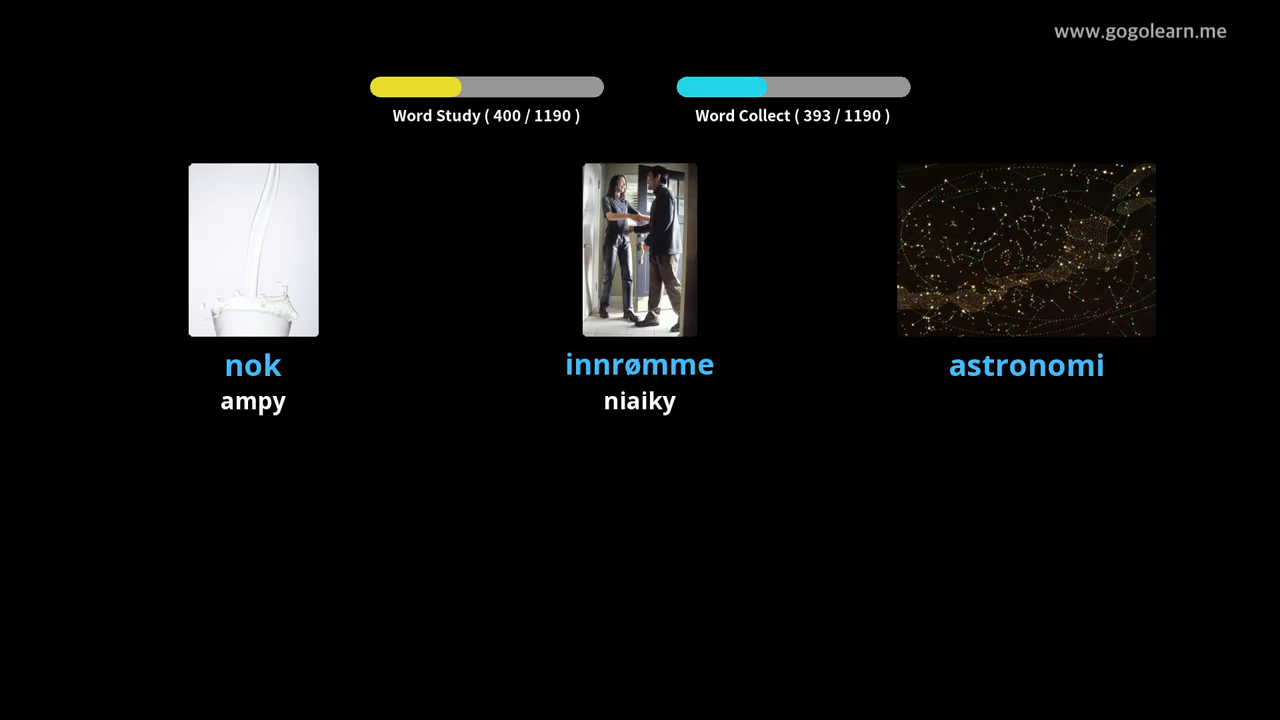 www.gogolearn.me
Word Study ( 400 / 1190 )
Word Collect ( 393 / 1190 )
nok
ampy
innrømme
niaiky
astronomi